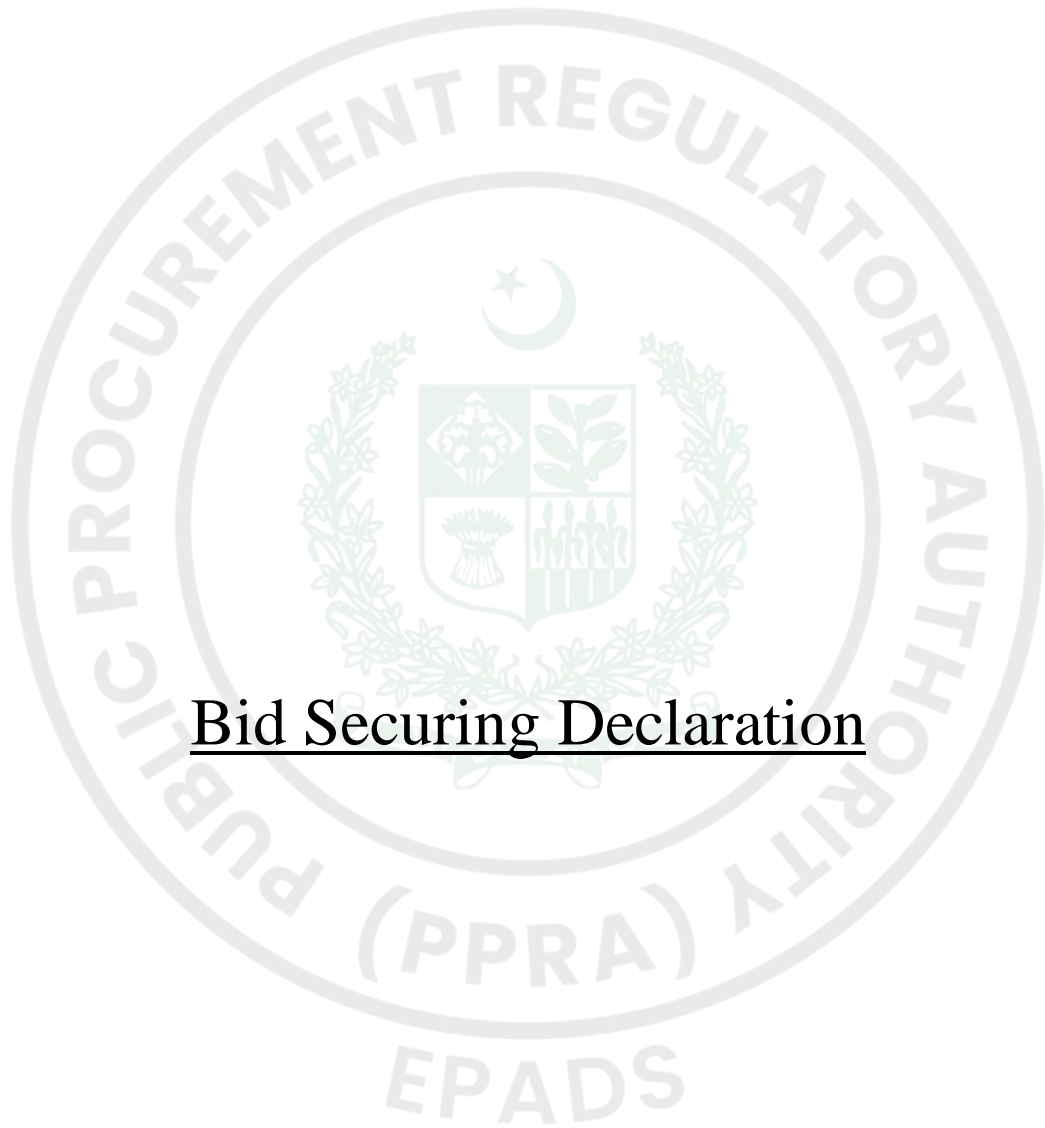 PUBLIC PROCUREMENT REGULATORY AUTHORITY
Bid Securing Declaration
(PPRA)
EPADS